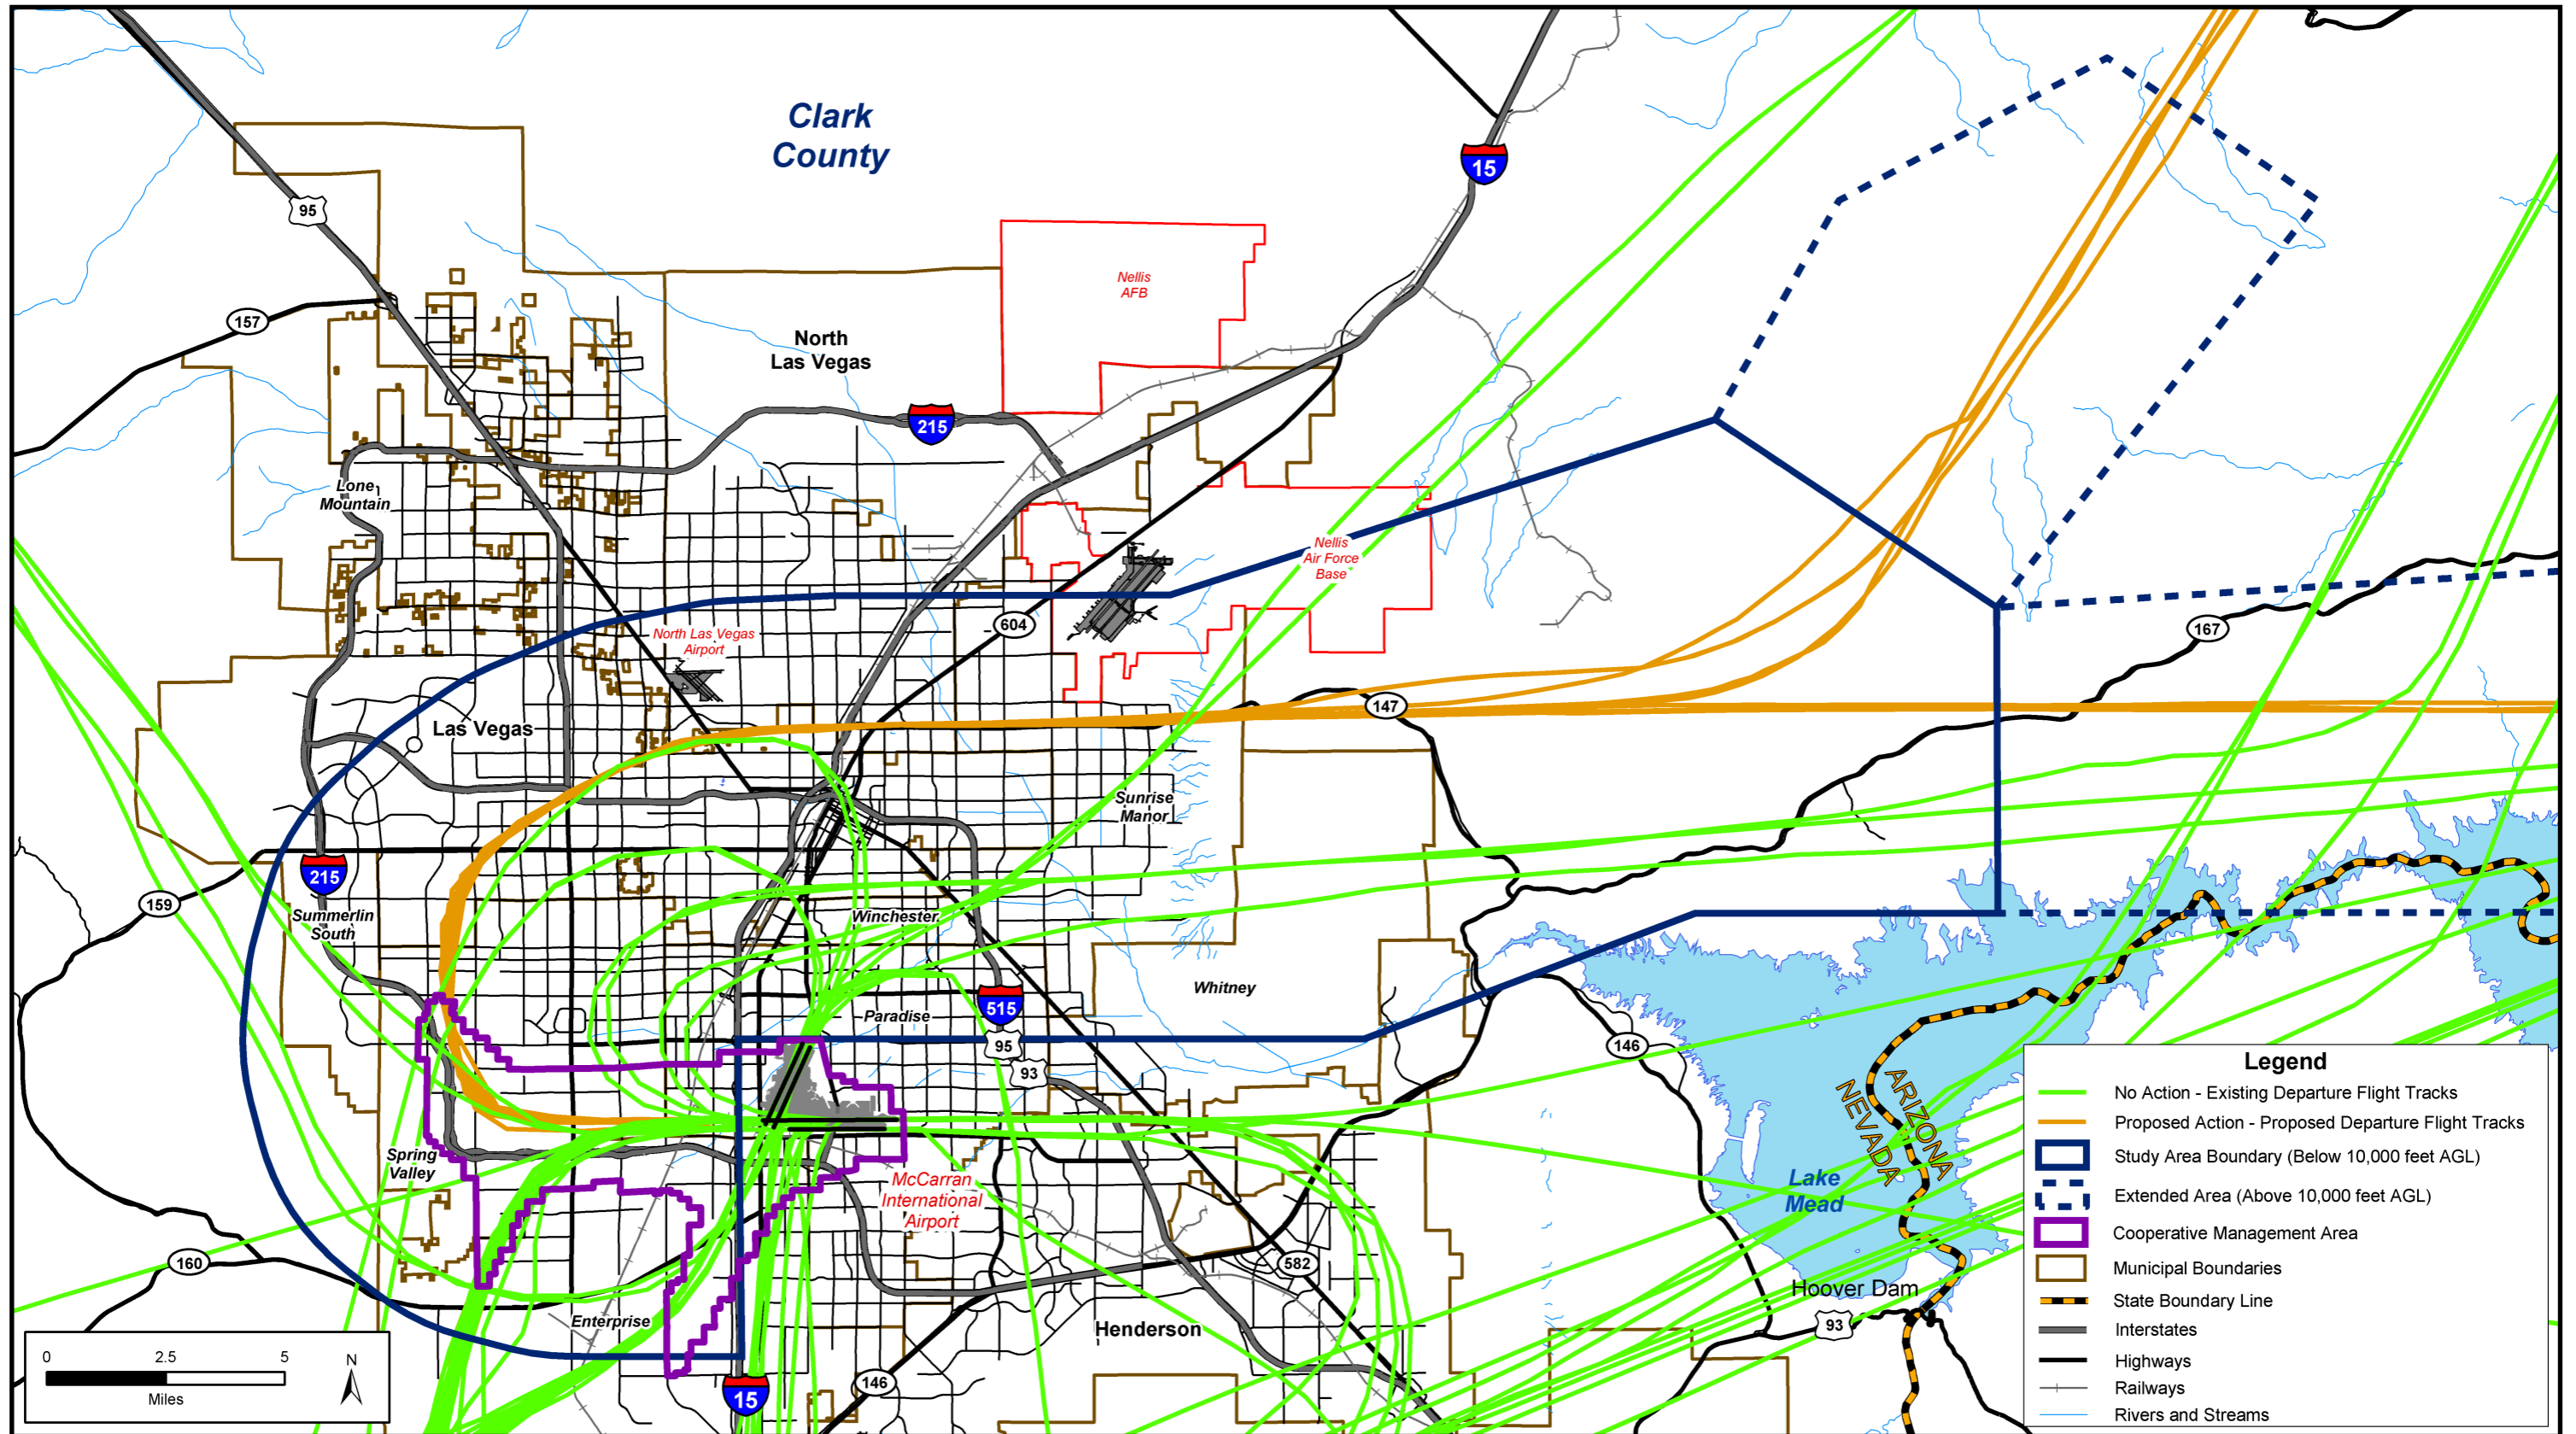 Clark
County
15
95
Nellis
AFB
157
North
Las Vegas
215
Lone
Mountain
Nellis
Air Force
Base
604
167
North Las Vegas
Airport
147
Las Vegas
Sunrise
Manor
215
159
Summerlin
South
Winchester
Whitney
515
Paradise
95
146
93
Spring
Valley
McCarran
International
Airport
ARIZONA
NEVADA
Lake
Mead
160
582
Hoover Dam
93
Enterprise
Henderson
15
146
0 2.5 5
Miles
N
Legend
No Action - Existing Departure Flight Tracks
Proposed Action - Proposed Departure Flight Tracks
Study Area Boundary (Below 10,000 feet AGL)
Extended Area (Above 10,000 feet AGL)
Cooperative Management Area
Municipal Boundaries
State Boundary Line
Interstates
Highways
Railways
Rivers and Streams